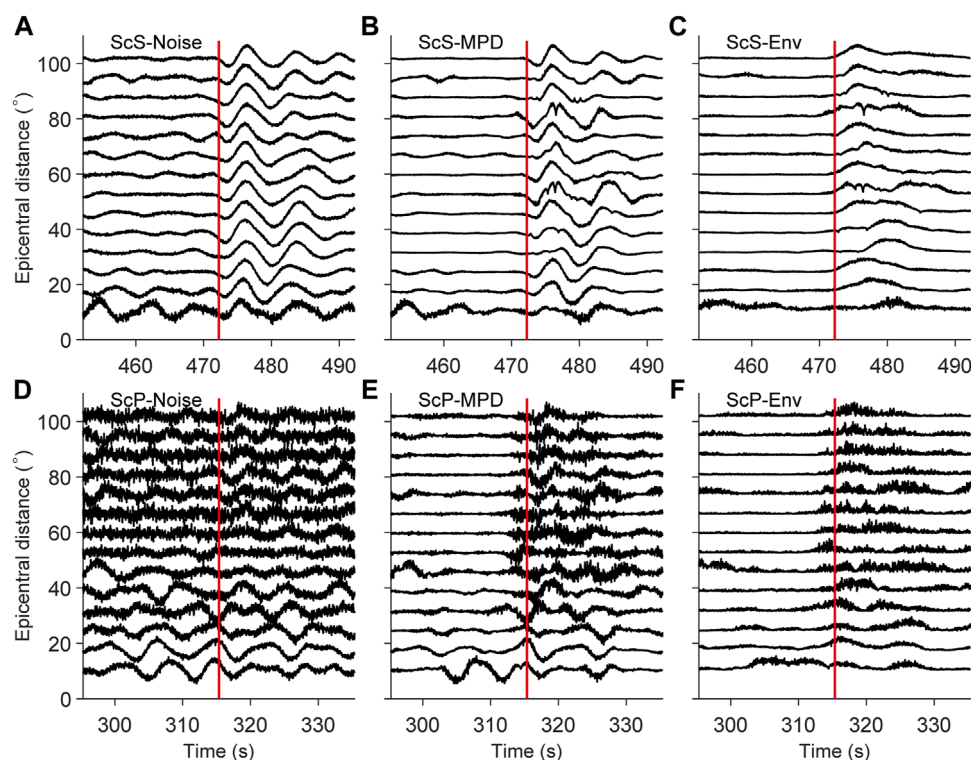 A
ScS-Noise
B
ScS-MPD
C
ScS-Env
Epicentral distance (°)
100
80
60
40
20
0
460 470 480 490
460 470 480 490
460 470 480 490
D
ScP-Noise
E
ScP-MPD
F
ScP-Env
Epicentral distance (°)
100
80
60
40
20
0
300 310 320 330
300 310 320 330
300 310 320 330
Time (s)
Time (s)
Time (s)